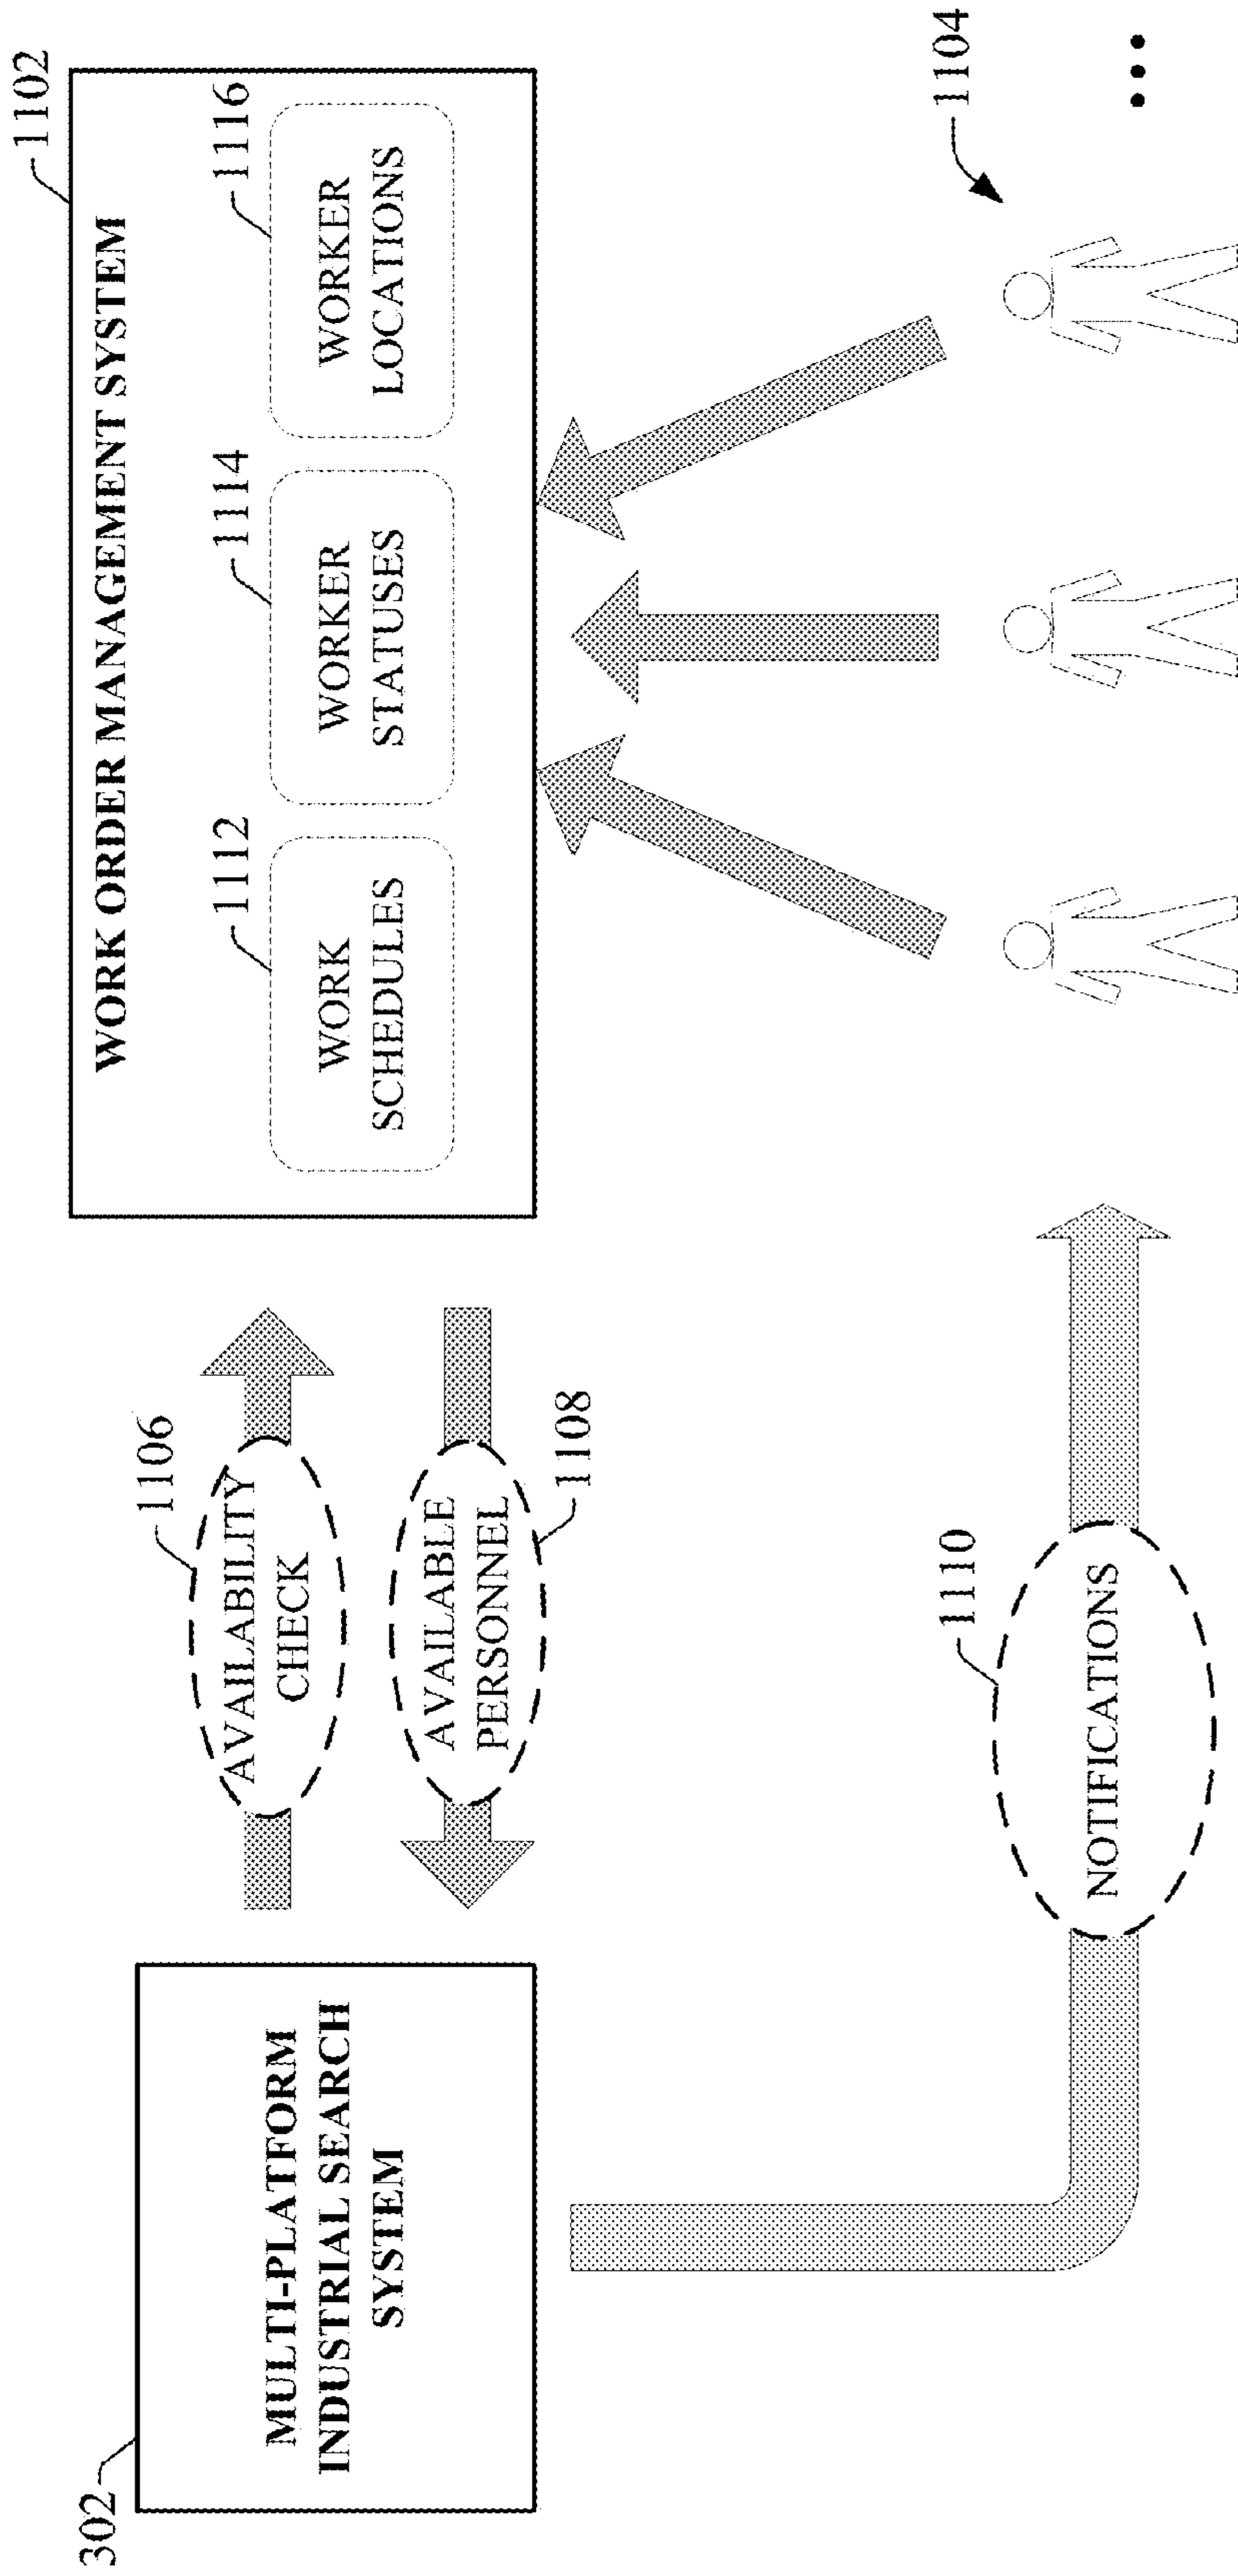 302
MULTI-PLATFORM
INDUSTRIAL SEARCH
SYSTEM
1106
AVAILABILITY
CHECK
AVAILABLE
PERSONNEL
1108
1102
WORK ORDER MANAGEMENT SYSTEM
1112
WORK
SCHEDULES
1114
WORKER
STATUSES
1116
WORKER
LOCATIONS
1110
NOTIFICATIONS
1104
•••